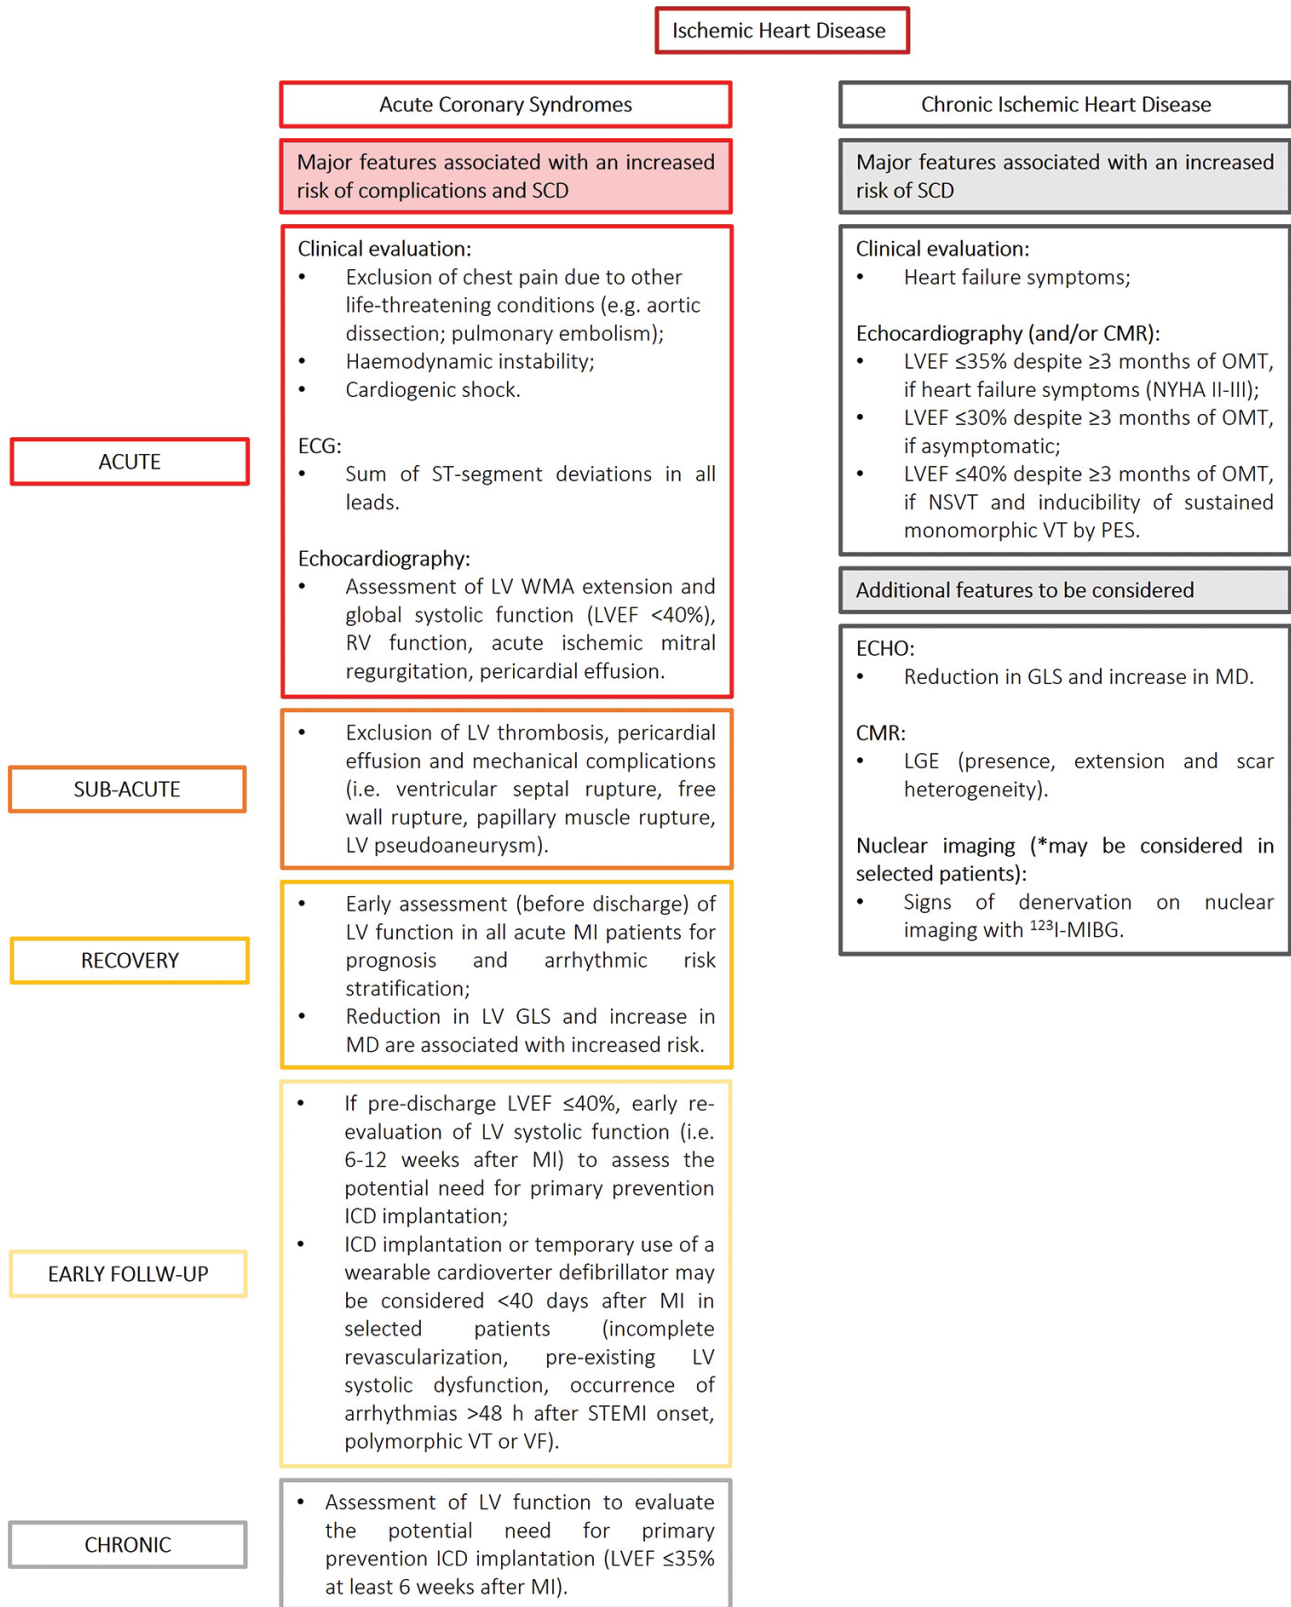 Ischemic Heart Disease
Acute Coronary Syndromes
Major features associated with an increased
risk of complications and SCD
ACUTE
Clinical evaluation:
• Exclusion of chest pain due to other
life-threatening conditions (e.g. aortic
dissection; pulmonary embolism);
• Haemodynamic instability;
• Cardiogenic shock.
ECG:
• Sum of ST-segment deviations in all
leads.
Echocardiography:
• Assessment of LV WMA extension and
global systolic function (LVEF <40%),
RV function, acute ischemic mitral
regurgitation, pericardial effusion.
SUB-ACUTE
• Exclusion of LV thrombosis, pericardial
effusion and mechanical complications
(i.e. ventricular septal rupture, free
wall rupture, papillary muscle rupture,
LV pseudoaneurysm).
RECOVERY
• Early assessment (before discharge) of
LV function in all acute MI patients for
prognosis and arrhythmic risk
stratification;
• Reduction in LV GLS and increase in
MD are associated with increased risk.
EARLY FOLLW-UP
• If pre-discharge LVEF ≤40%, early re-
evaluation of LV systolic function (i.e.
6-12 weeks after MI) to assess the
potential need for primary prevention
ICD implantation;
• ICD implantation or temporary use of a
wearable cardioverter defibrillator may
be considered <40 days after MI in
selected patients (incomplete
revascularization, pre-existing LV
systolic dysfunction, occurrence of
arrhythmias >48 h after STEMI onset,
polymorphic VT or VF).
CHRONIC
• Assessment of LV function to evaluate
the potential need for primary
prevention ICD implantation (LVEF ≤35%
at least 6 weeks after MI).
Chronic Ischemic Heart Disease
Major features associated with an increased
risk of SCD
Clinical evaluation:
• Heart failure symptoms;
Echocardiography (and/or CMR):
• LVEF ≤35% despite ≥3 months of OMT,
if heart failure symptoms (NYHA II-III);
• LVEF ≤30% despite ≥3 months of OMT,
if asymptomatic;
• LVEF ≤40% despite ≥3 months of OMT,
if NSVT and inducibility of sustained
monomorphic VT by PES.
Additional features to be considered
ECHO:
• Reduction in GLS and increase in MD.
CMR:
• LGE (presence, extension and scar
heterogeneity).
Nuclear imaging (*may be considered in
selected patients):
• Signs of denervation on nuclear
imaging with ¹²³I-MIBG.